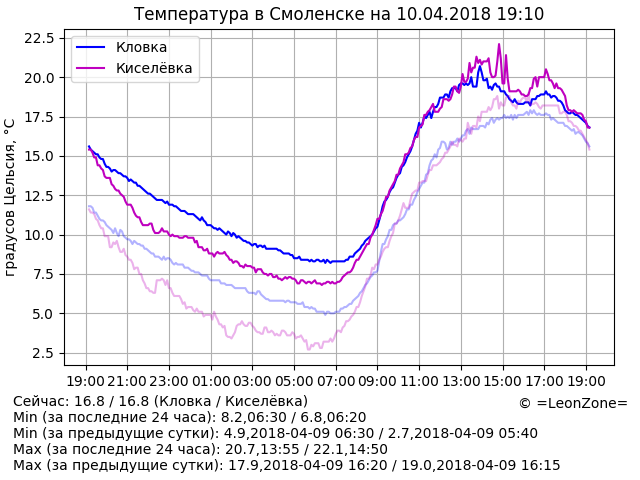 Температура в Смоленске на 10.04.2018 19:10
градусов Цельсия, °C
22.5
20.0
17.5
15.0
12.5
10.0
7.5
5.0
2.5
Кловка
Киселёвка
19:00 21:00 23:00 01:00 03:00 05:00 07:00 09:00 11:00 13:00 15:00 17:00 19:00
Сейчас: 16.8 / 16.8 (Кловка / Киселёвка)
© =LeonZone=
Min (за последние 24 часа): 8.2,06:30 / 6.8,06:20
Min (за предыдущие сутки): 4.9,2018-04-09 06:30 / 2.7,2018-04-09 05:40
Max (за последние 24 часа): 20.7,13:55 / 22.1,14:50
Max (за предыдущие сутки): 17.9,2018-04-09 16:20 / 19.0,2018-04-09 16:15